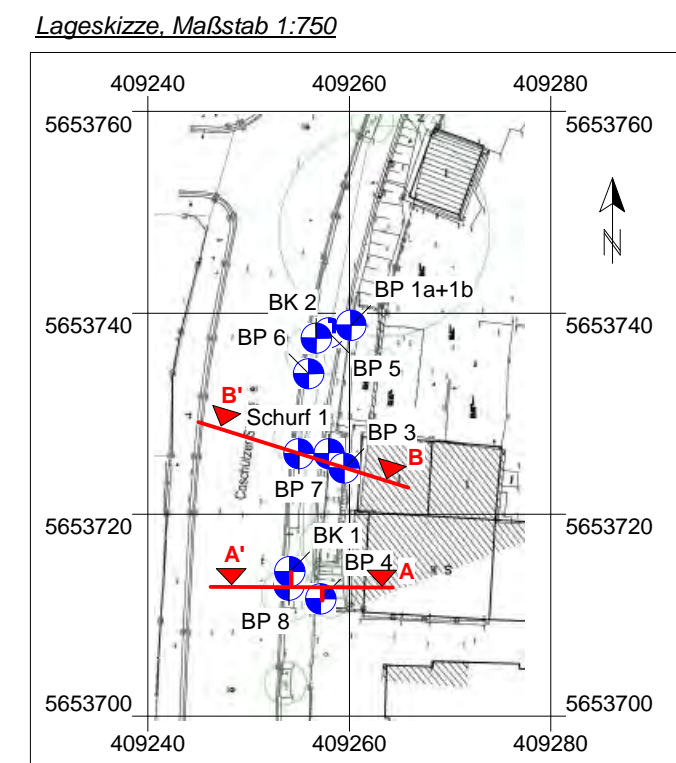 Lageskizze, Maßstab 1:750
409240 409260 409280
5653760 5653760
N
BK 2 BP 1a+1b
5653740 5653740
BP 6
BP 5
B'
Schurf 1
BP 3
B
BP 7
5653720 5653720
BK 1
BP 4
A' A
BP 8
5653700 5653700
409240 409260 409280